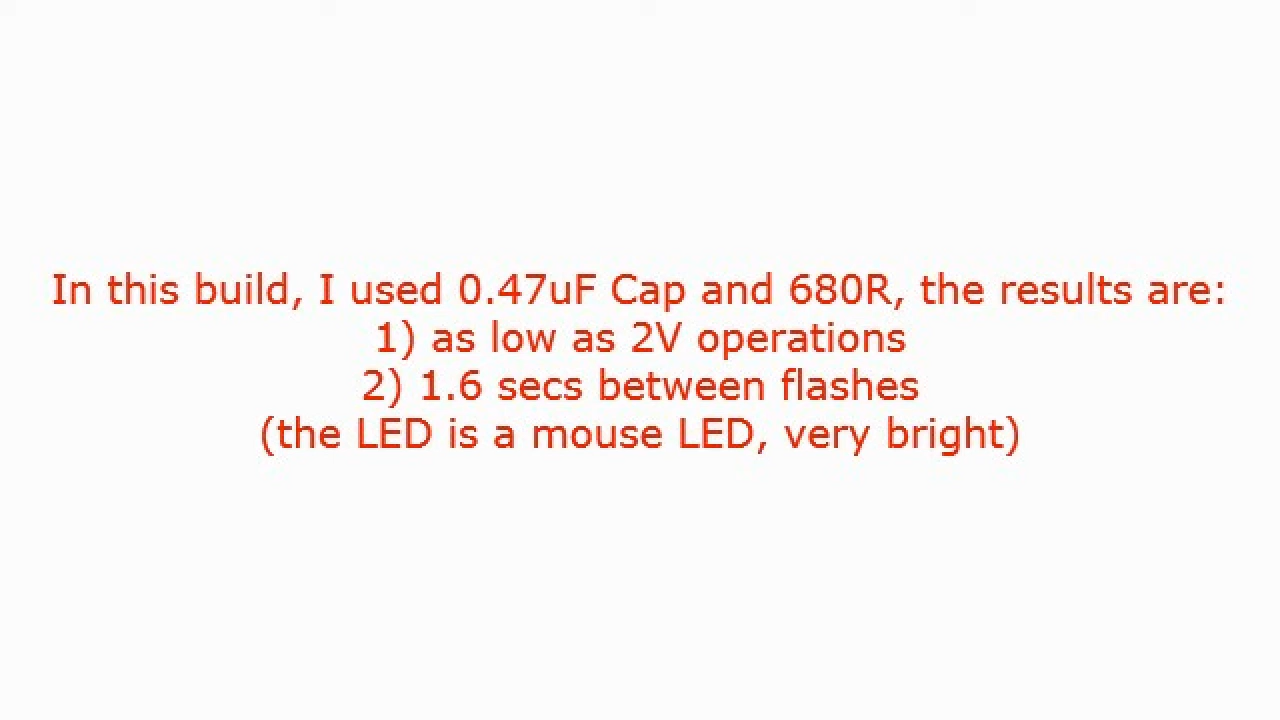 In this build, I used 0.47uF Cap and 680R, the results are:
1) as low as 2V operations
2) 1.6 secs between flashes
(the LED is a mouse LED, very bright)